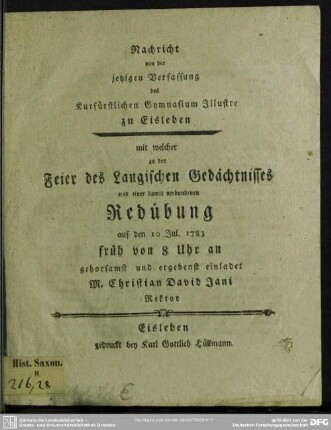 Nachricht
von der
jetzigen Verfassung
des
Kurfürstlichen Gymnasium Illustre
zu Eisleben
mit welcher
zu der
Feier des Langischen Gedächtnisses
und einer damit verbundenen
Redübung
auf den 10 Jul. 1783
früh von 8 Uhr an
gehorsamst und ergebenst einladet
M. Christian David Jani
Rektor
Eisleben
gedruckt bey Karl Gottlieb Hüllmann.
Hist. Saxon.
H
216,28